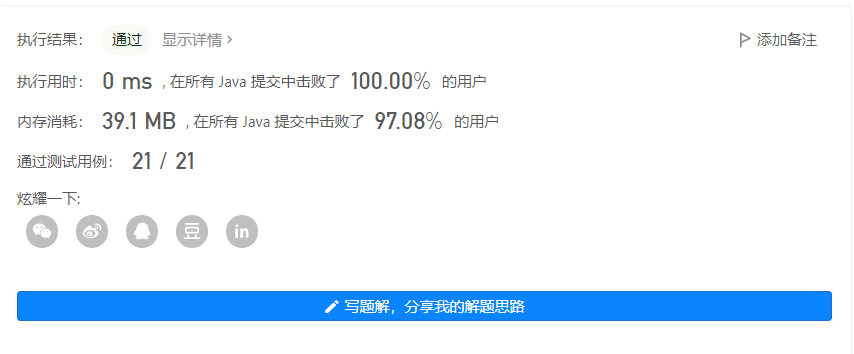 执行结果： 通过 显示详情 › 添加备注
执行用时： 0 ms , 在所有 Java 提交中击败了 100.00% 的用户
内存消耗： 39.1 MB , 在所有 Java 提交中击败了 97.08% 的用户
通过测试用例： 21 / 21
炫耀一下:
豆 in
写题解，分享我的解题思路